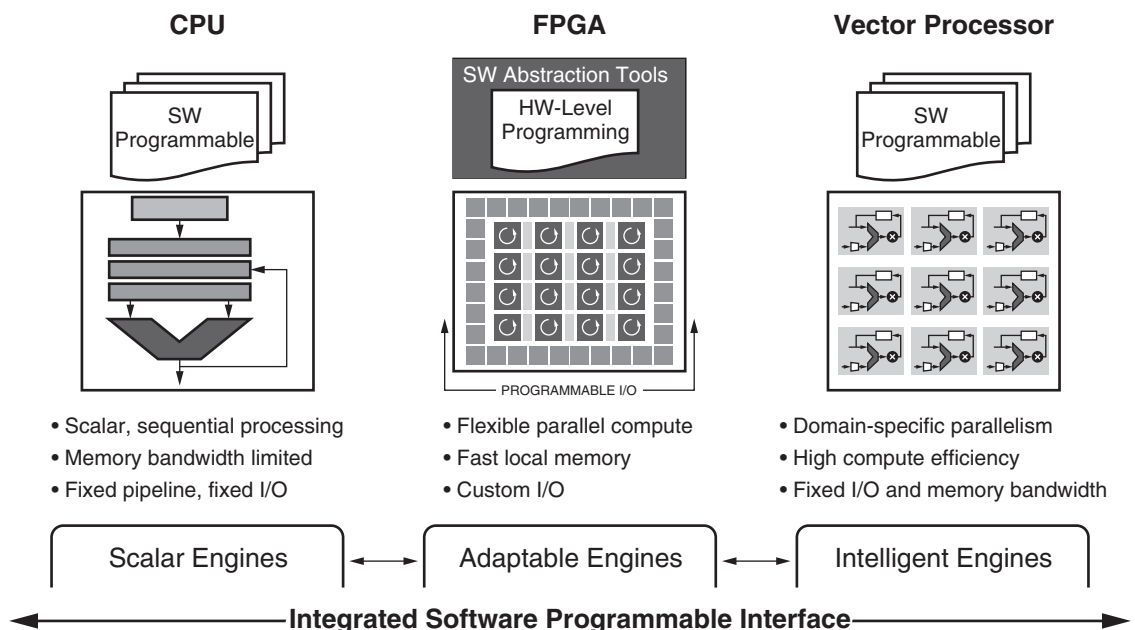 CPU
FPGA
Vector Processor
SW
Programmable
SW Abstraction Tools
HW-Level
Programming
SW
Programmable
PROGRAMMABLE I/O
• Scalar, sequential processing
• Memory bandwidth limited
• Fixed pipeline, fixed I/O
• Flexible parallel compute
• Fast local memory
• Custom I/O
• Domain-specific parallelism
• High compute efficiency
• Fixed I/O and memory bandwidth
Scalar Engines
Adaptable Engines
Intelligent Engines
Integrated Software Programmable Interface